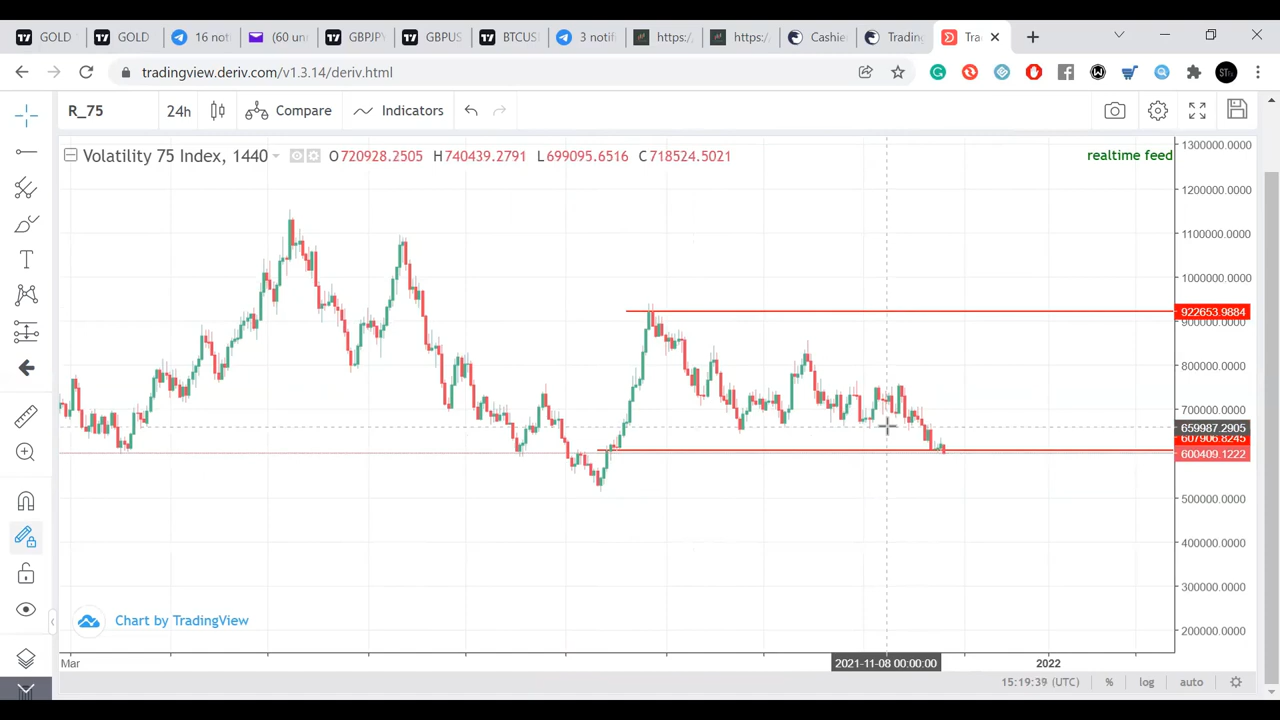 GOLD
GOLD
16 not
(60 un
GBPJPY
GBPUS
BTCUS
3 notif
https:/
https:/
Cashie
Trading
Tra
tradingview.deriv.com/v1.3.14/deriv.html
STFX
R_75
24h
Compare
Indicators
Volatility 75 Index, 1440
O720928.2505 H740439.2791 L699095.6516 C718524.5021
realtime feed
1300000.0000
1200000.0000
1100000.0000
1000000.0000
922653.9884
900000.0000
800000.0000
700000.0000
659987.2905
607906.8245
600409.1222
500000.0000
400000.0000
300000.0000
200000.0000
Chart by TradingView
Mar
2021-11-08 00:00:00
2022
15:19:39 (UTC)
%
log
auto